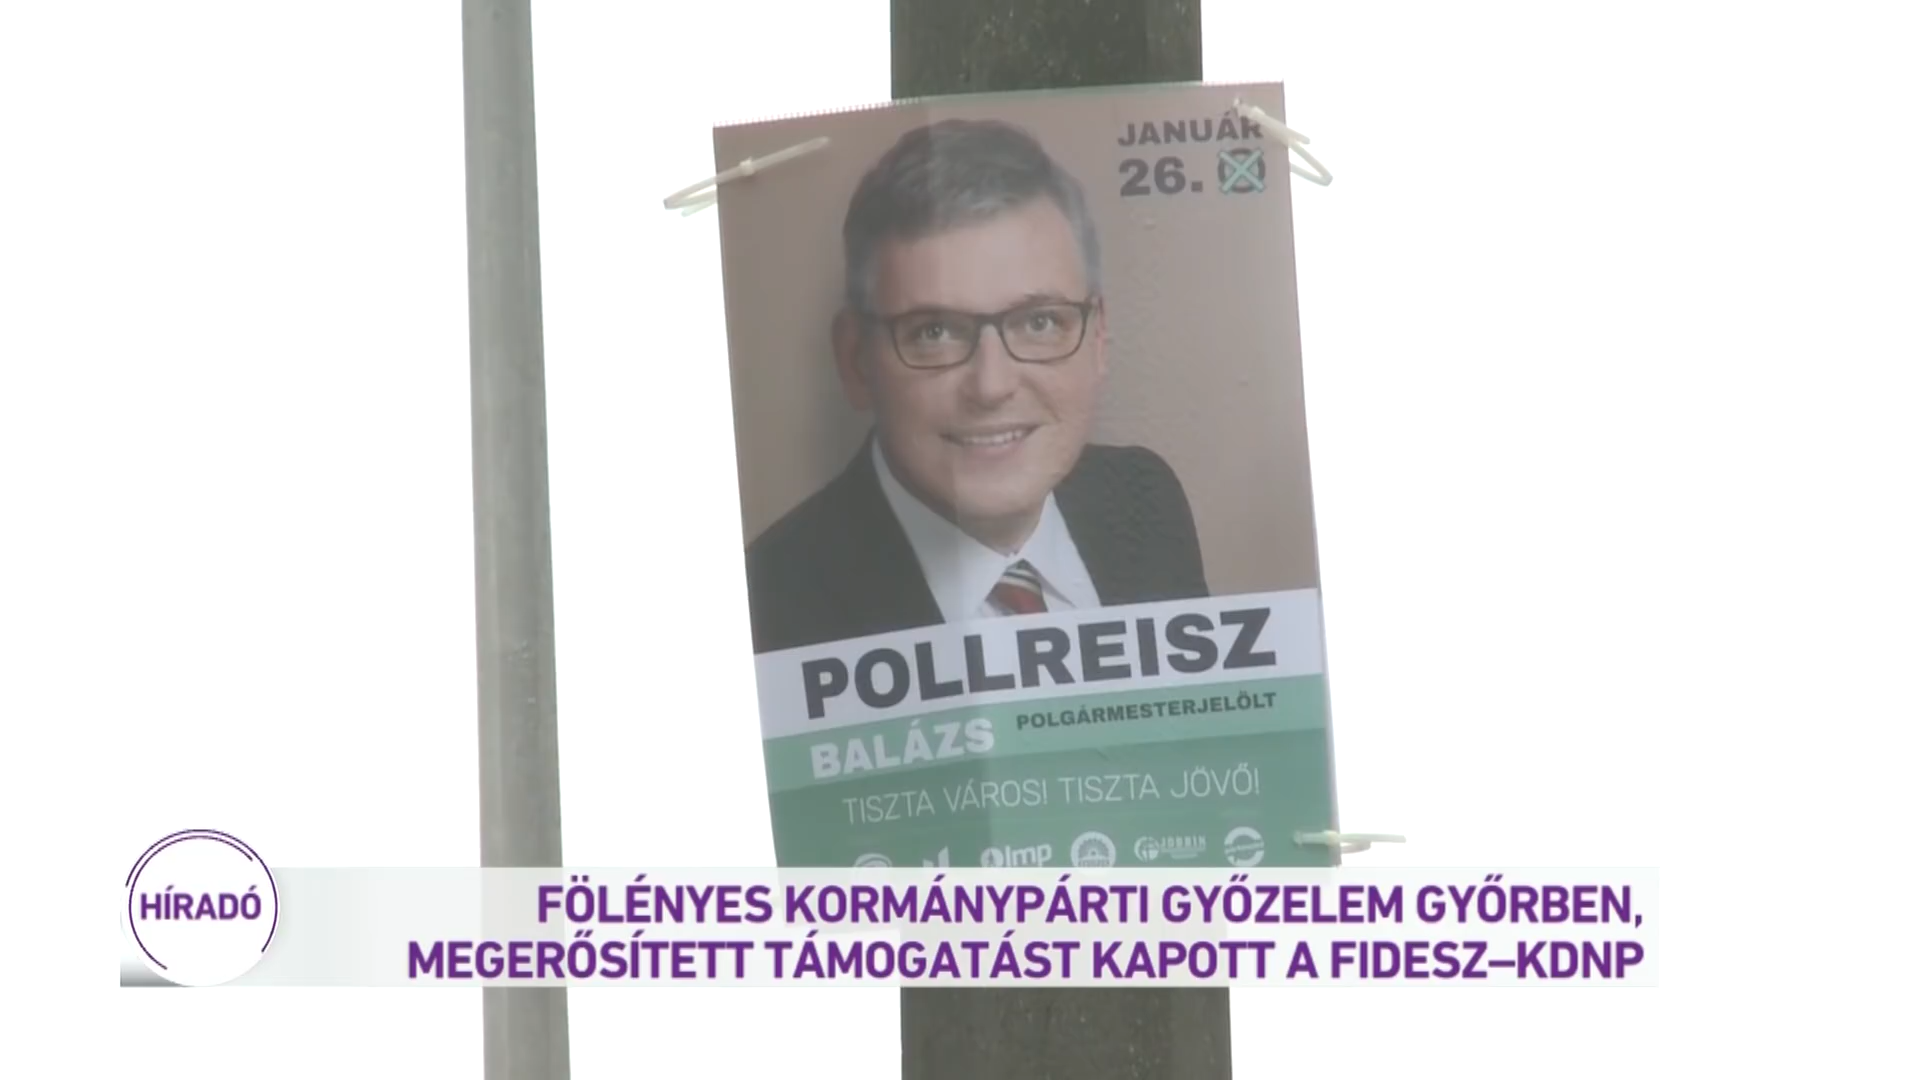 JANUÁR
26.
POLLREISZ
BALÁZS POLGÁRMESTERJELÖLT
TISZTA VÁROS! TISZTA JÖVŐ!
lmp
JOBBIK
HÍRADÓ
FÖLÉNYES KORMÁNYPÁRTI GYŐZELEM GYŐRBEN,
MEGERŐSÍTETT TÁMOGATÁST KAPOTT A FIDESZ–KDNP